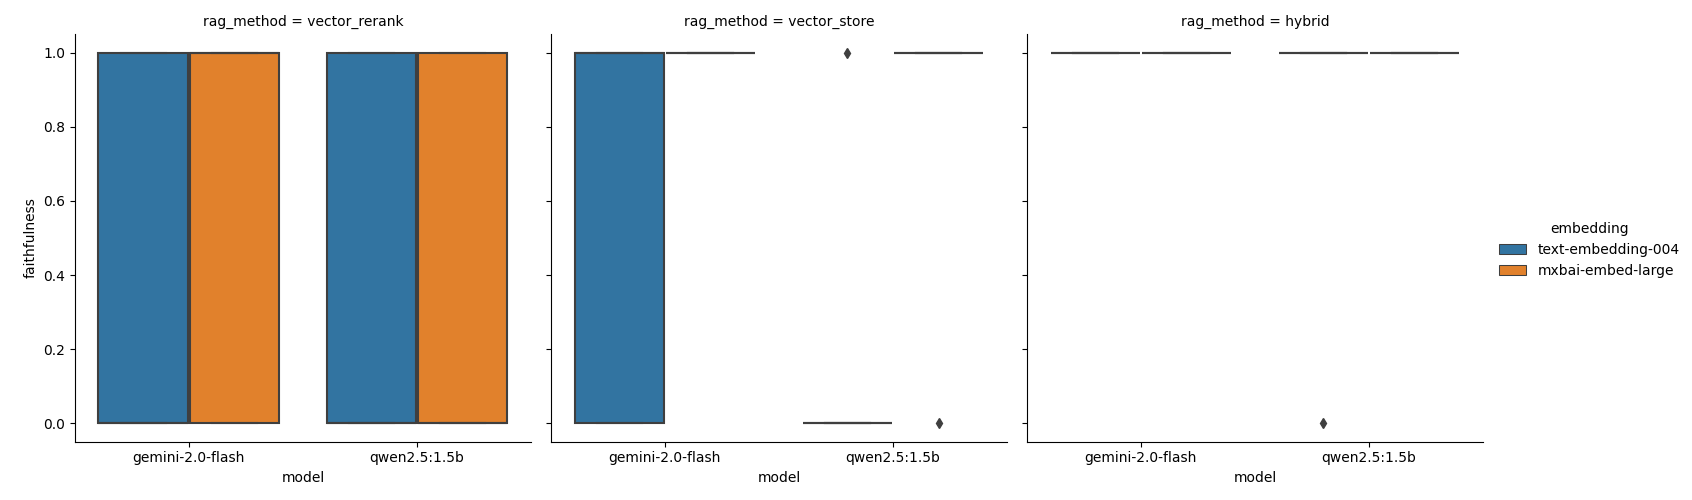 rag_method = vector_rerank
rag_method = vector_store
rag_method = hybrid
faithfulness
1.0
0.8
0.6
0.4
0.2
0.0
gemini-2.0-flash
qwen2.5:1.5b
model
gemini-2.0-flash
qwen2.5:1.5b
model
gemini-2.0-flash
qwen2.5:1.5b
model
embedding
text-embedding-004
mxbai-embed-large